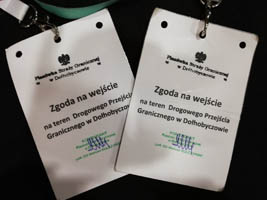 Placówka Straży Granicznej
w Dołhobyczowie
Zgoda na wejście
na teren Drogowego Przejścia
Granicznego w Dołhobyczowie
Placówka Straży Granicznej
w Dołhobyczowie
Zgoda na wejście
na teren Drogowego Przejścia
Granicznego w Dołhobyczowie